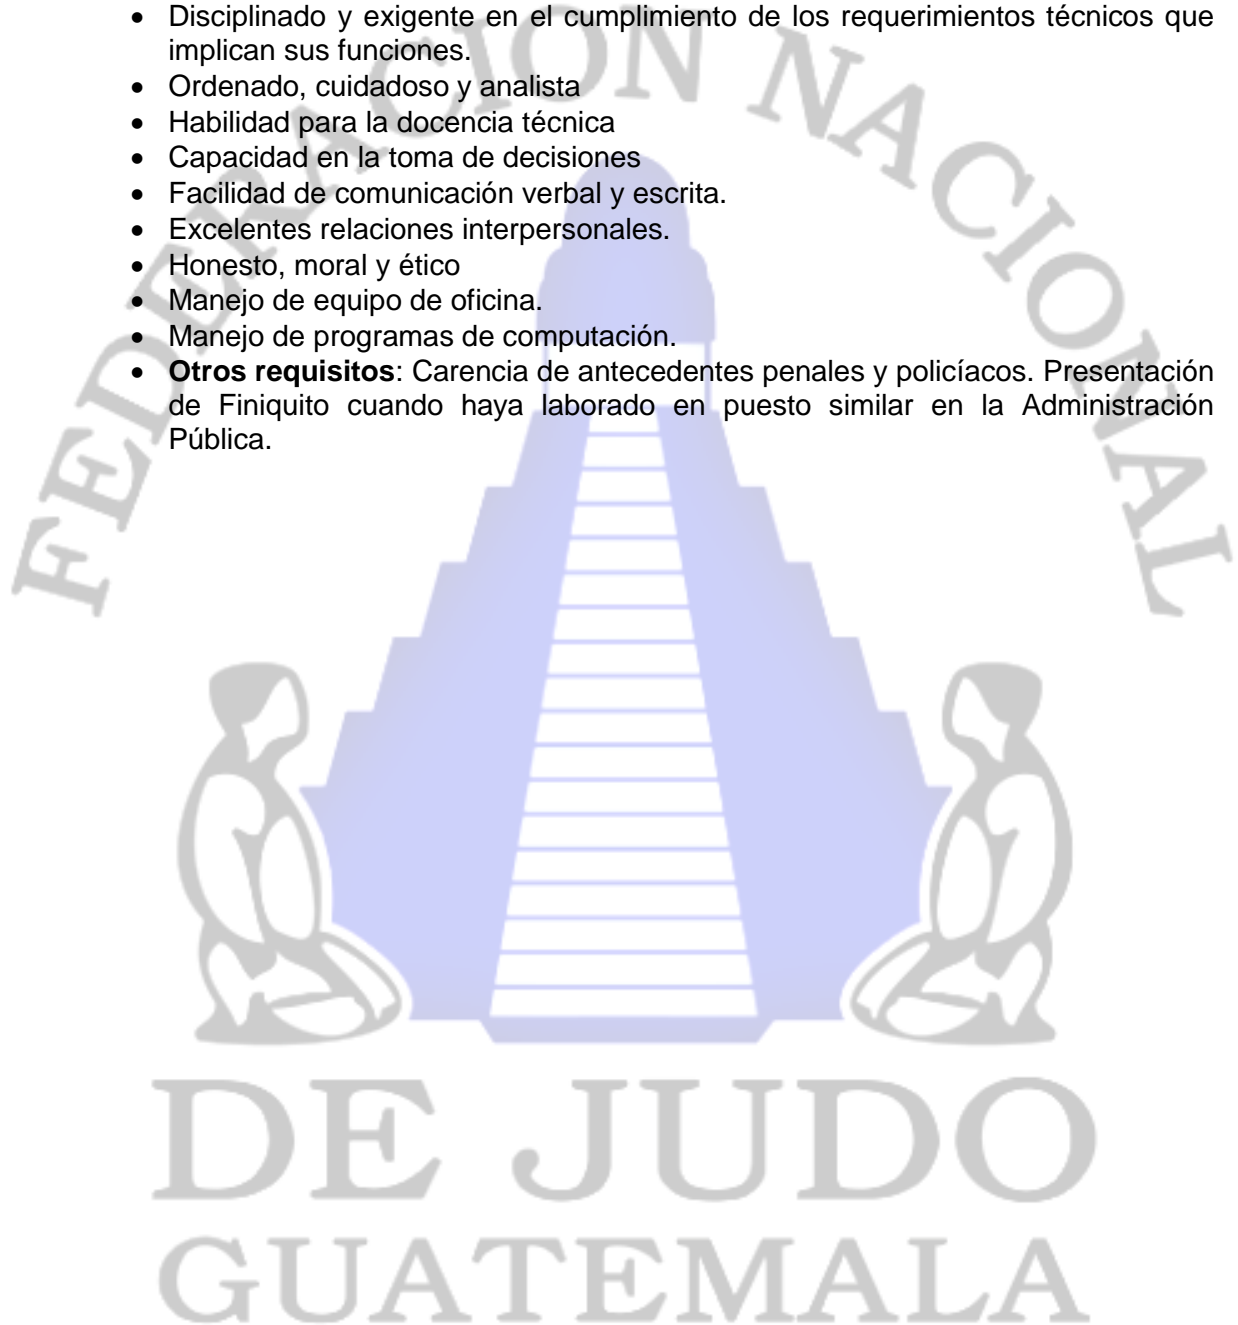 • Disciplinado y exigente en el cumplimiento de los requerimientos técnicos que
implican sus funciones.
• Ordenado, cuidadoso y analista
• Habilidad para la docencia técnica
• Capacidad en la toma de decisiones
• Facilidad de comunicación verbal y escrita.
• Excelentes relaciones interpersonales.
• Honesto, moral y ético
• Manejo de equipo de oficina.
• Manejo de programas de computación.
• Otros requisitos: Carencia de antecedentes penales y policíacos. Presentación
de Finiquito cuando haya laborado en puesto similar en la Administración
Pública.
FEDERACION NACIONAL
DE JUDO
GUATEMALA